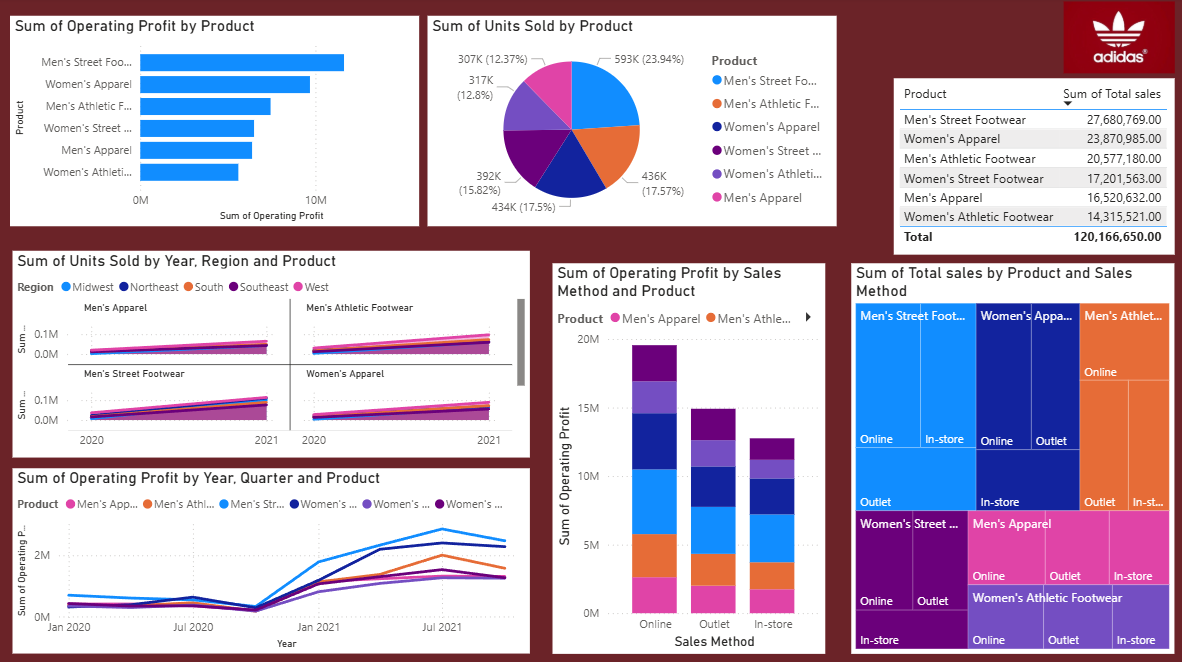 Sum of Operating Profit by Product
Product
Men's Street Foo...
Women's Apparel
Men's Athletic F...
Women's Street ...
Men's Apparel
Women's Athleti...
0M 10M
Sum of Operating Profit
Sum of Units Sold by Product
307K (12.37%)
593K (23.94%)
317K
(12.8%)
392K
(15.82%)
436K
(17.57%)
434K (17.5%)
Product
Men's Street Fo...
Men's Athletic F...
Women's Apparel
Women's Street ...
Women's Athleti...
Men's Apparel
adidas®
Product Sum of Total sales
Men's Street Footwear 27,680,769.00
Women's Apparel 23,870,985.00
Men's Athletic Footwear 20,577,180.00
Women's Street Footwear 17,201,563.00
Men's Apparel 16,520,632.00
Women's Athletic Footwear 14,315,521.00
Total 120,166,650.00
Sum of Units Sold by Year, Region and Product
Region Midwest Northeast South Southeast West
Men's Apparel Men's Athletic Footwear
Sum ...
0.1M
0.0M
Men's Street Footwear Women's Apparel
Sum ...
0.1M
0.0M
2020 2021 2020 2021
Sum of Operating Profit by Year, Quarter and Product
Product Men's App... Men's Athl... Men's Str... Women's ... Women's ... Women's ...
Sum of Operating P...
2M
0M
Jan 2020 Jul 2020 Jan 2021 Jul 2021
Year
Sum of Operating Profit by Sales
Method and Product
Product Men's Apparel Men's Athle...
Sum of Operating Profit
20M
15M
10M
5M
0M
Online Outlet In-store
Sales Method
Sum of Total sales by Product and Sales
Method
Men's Street Foot...
Online In-store
Outlet
Women's Appa...
Online Outlet
In-store
Men's Athlet...
Online
Outlet In-st...
Women's Street ...
Online Outlet
In-store
Men's Apparel
Online Outlet In-store
Women's Athletic Footwear
Online Outlet In-store